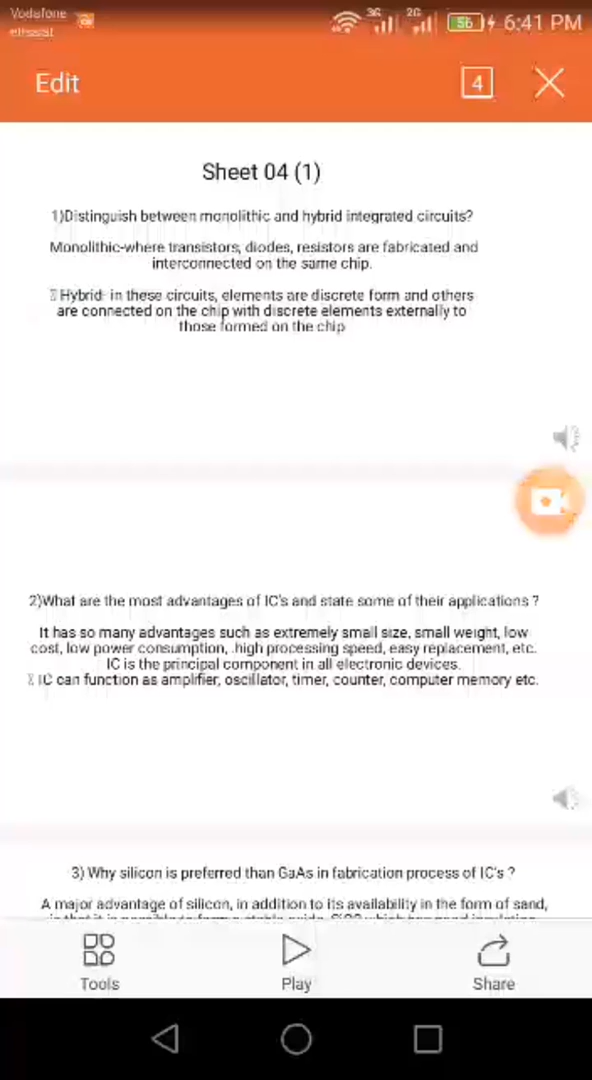 Vodafone
etisalat
3G
2G
56
6:41 PM
Edit
4
Sheet 04 (1)
1)Distinguish between monolithic and hybrid integrated circuits?
Monolithic-where transistors, diodes, resistors are fabricated and
interconnected on the same chip.
Hybrid- in these circuits, elements are discrete form and others
are connected on the chip with discrete elements externally to
those formed on the chip
2)What are the most advantages of IC's and state some of their applications ?
It has so many advantages such as extremely small size, small weight, low
cost, low power consumption, .high processing speed, easy replacement, etc.
IC is the principal component in all electronic devices.
IC can function as amplifier, oscillator, timer, counter, computer memory etc.
3) Why silicon is preferred than GaAs in fabrication process of IC's ?
A major advantage of silicon, in addition to its availability in the form of sand,
Tools
Play
Share